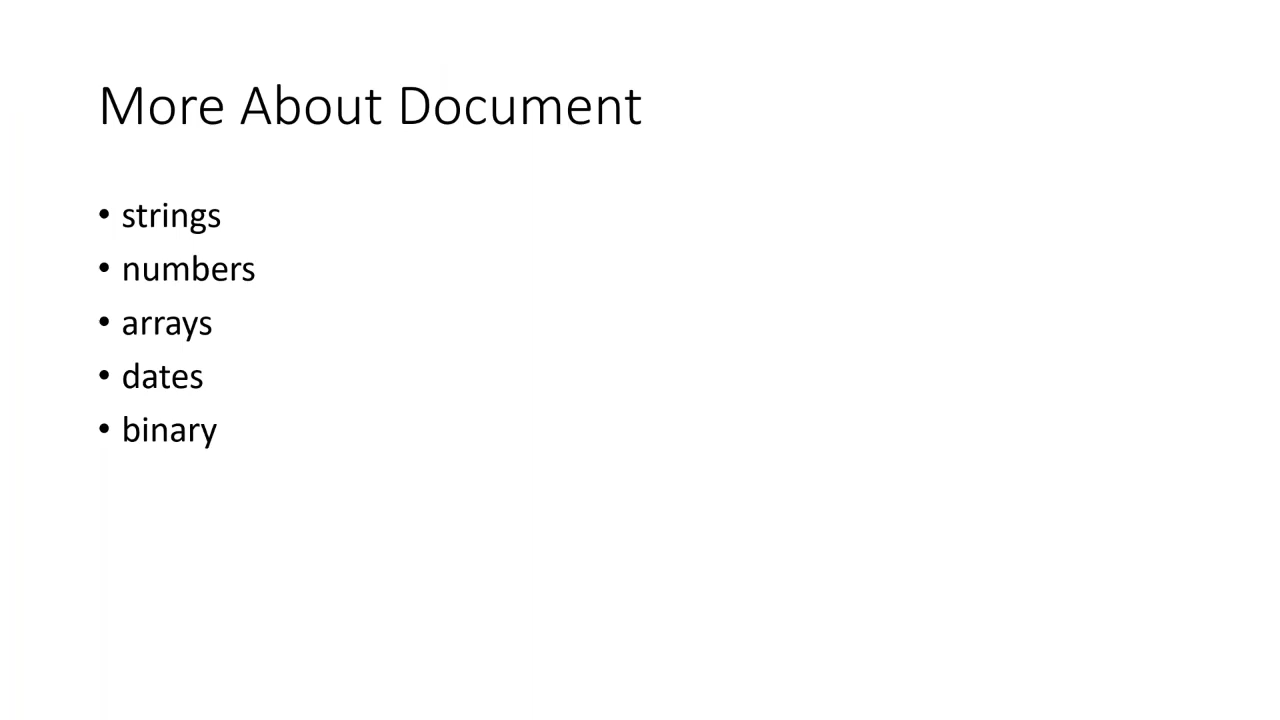 More About Document
• strings
• numbers
• arrays
• dates
• binary